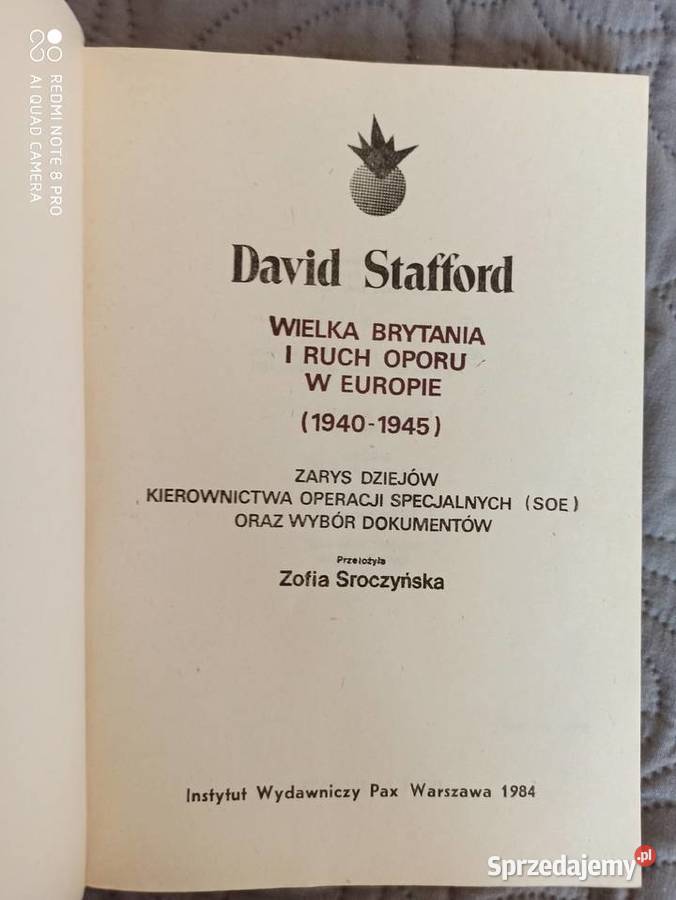 David Stafford
WIELKA BRYTANIA
I RUCH OPORU
W EUROPIE
(1940-1945)
ZARYS DZIEJÓW
KIEROWNICTWA OPERACJI SPECJALNYCH (SOE)
ORAZ WYBÓR DOKUMENTÓW
Przełożyła
Zofia Sroczyńska
Instytut Wydawniczy Pax Warszawa 1984
REDMI NOTE 8 PRO
AI QUAD CAMERA
Sprzedajemy.pl